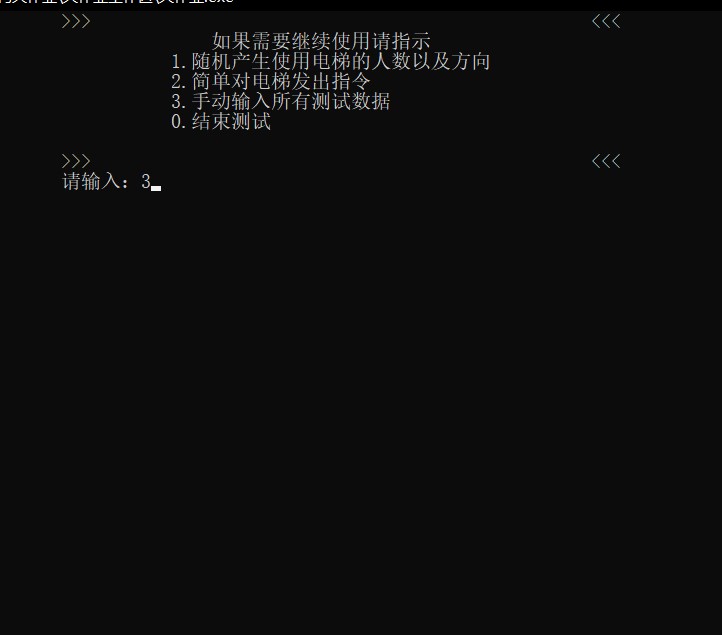 >>> <<<
如果需要继续使用请指示
1.随机产生使用电梯的人数以及方向
2.简单对电梯发出指令
3.手动输入所有测试数据
0.结束测试
>>> <<<
请输入：3